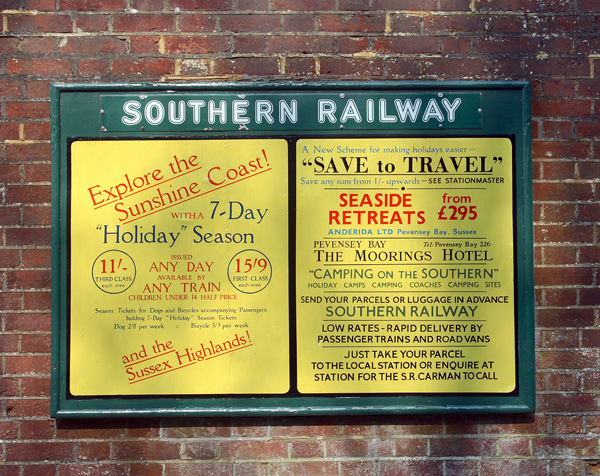 SOUTHERN RAILWAY
Explore the
Sunshine Coast!
WITH A 7-Day
"Holiday" Season
11'/-
THIRD CLASS
each area
ISSUED
ANY DAY
AVAILABLE BY
ANY TRAIN
CHILDREN UNDER 14 HALF PRICE
15'9
FIRST CLASS
each area
Season Tickets for Dogs and Bicycles accompanying Passengers
holding 7-Day "Holiday" Season Tickets
Dog 2/8 per week :: Bicycle 5/3 per week
and the
Sussex Highlands!
A New Scheme for making holidays easier –
"SAVE to TRAVEL"
Save any sum from 1/- upwards – SEE STATIONMASTER
SEASIDE
RETREATS
from
£295
ANDERIDA LTD Pevensey Bay, Sussex
PEVENSEY BAY Tel: Pevensey Bay 226
THE MOORINGS HOTEL
"CAMPING ON THE SOUTHERN"
HOLIDAY CAMPS CAMPING COACHES CAMPING SITES
SEND YOUR PARCELS OR LUGGAGE IN ADVANCE
SOUTHERN RAILWAY
LOW RATES - RAPID DELIVERY BY
PASSENGER TRAINS AND ROAD VANS
JUST TAKE YOUR PARCEL
TO THE LOCAL STATION OR ENQUIRE AT
STATION FOR THE S.R. CARMAN TO CALL